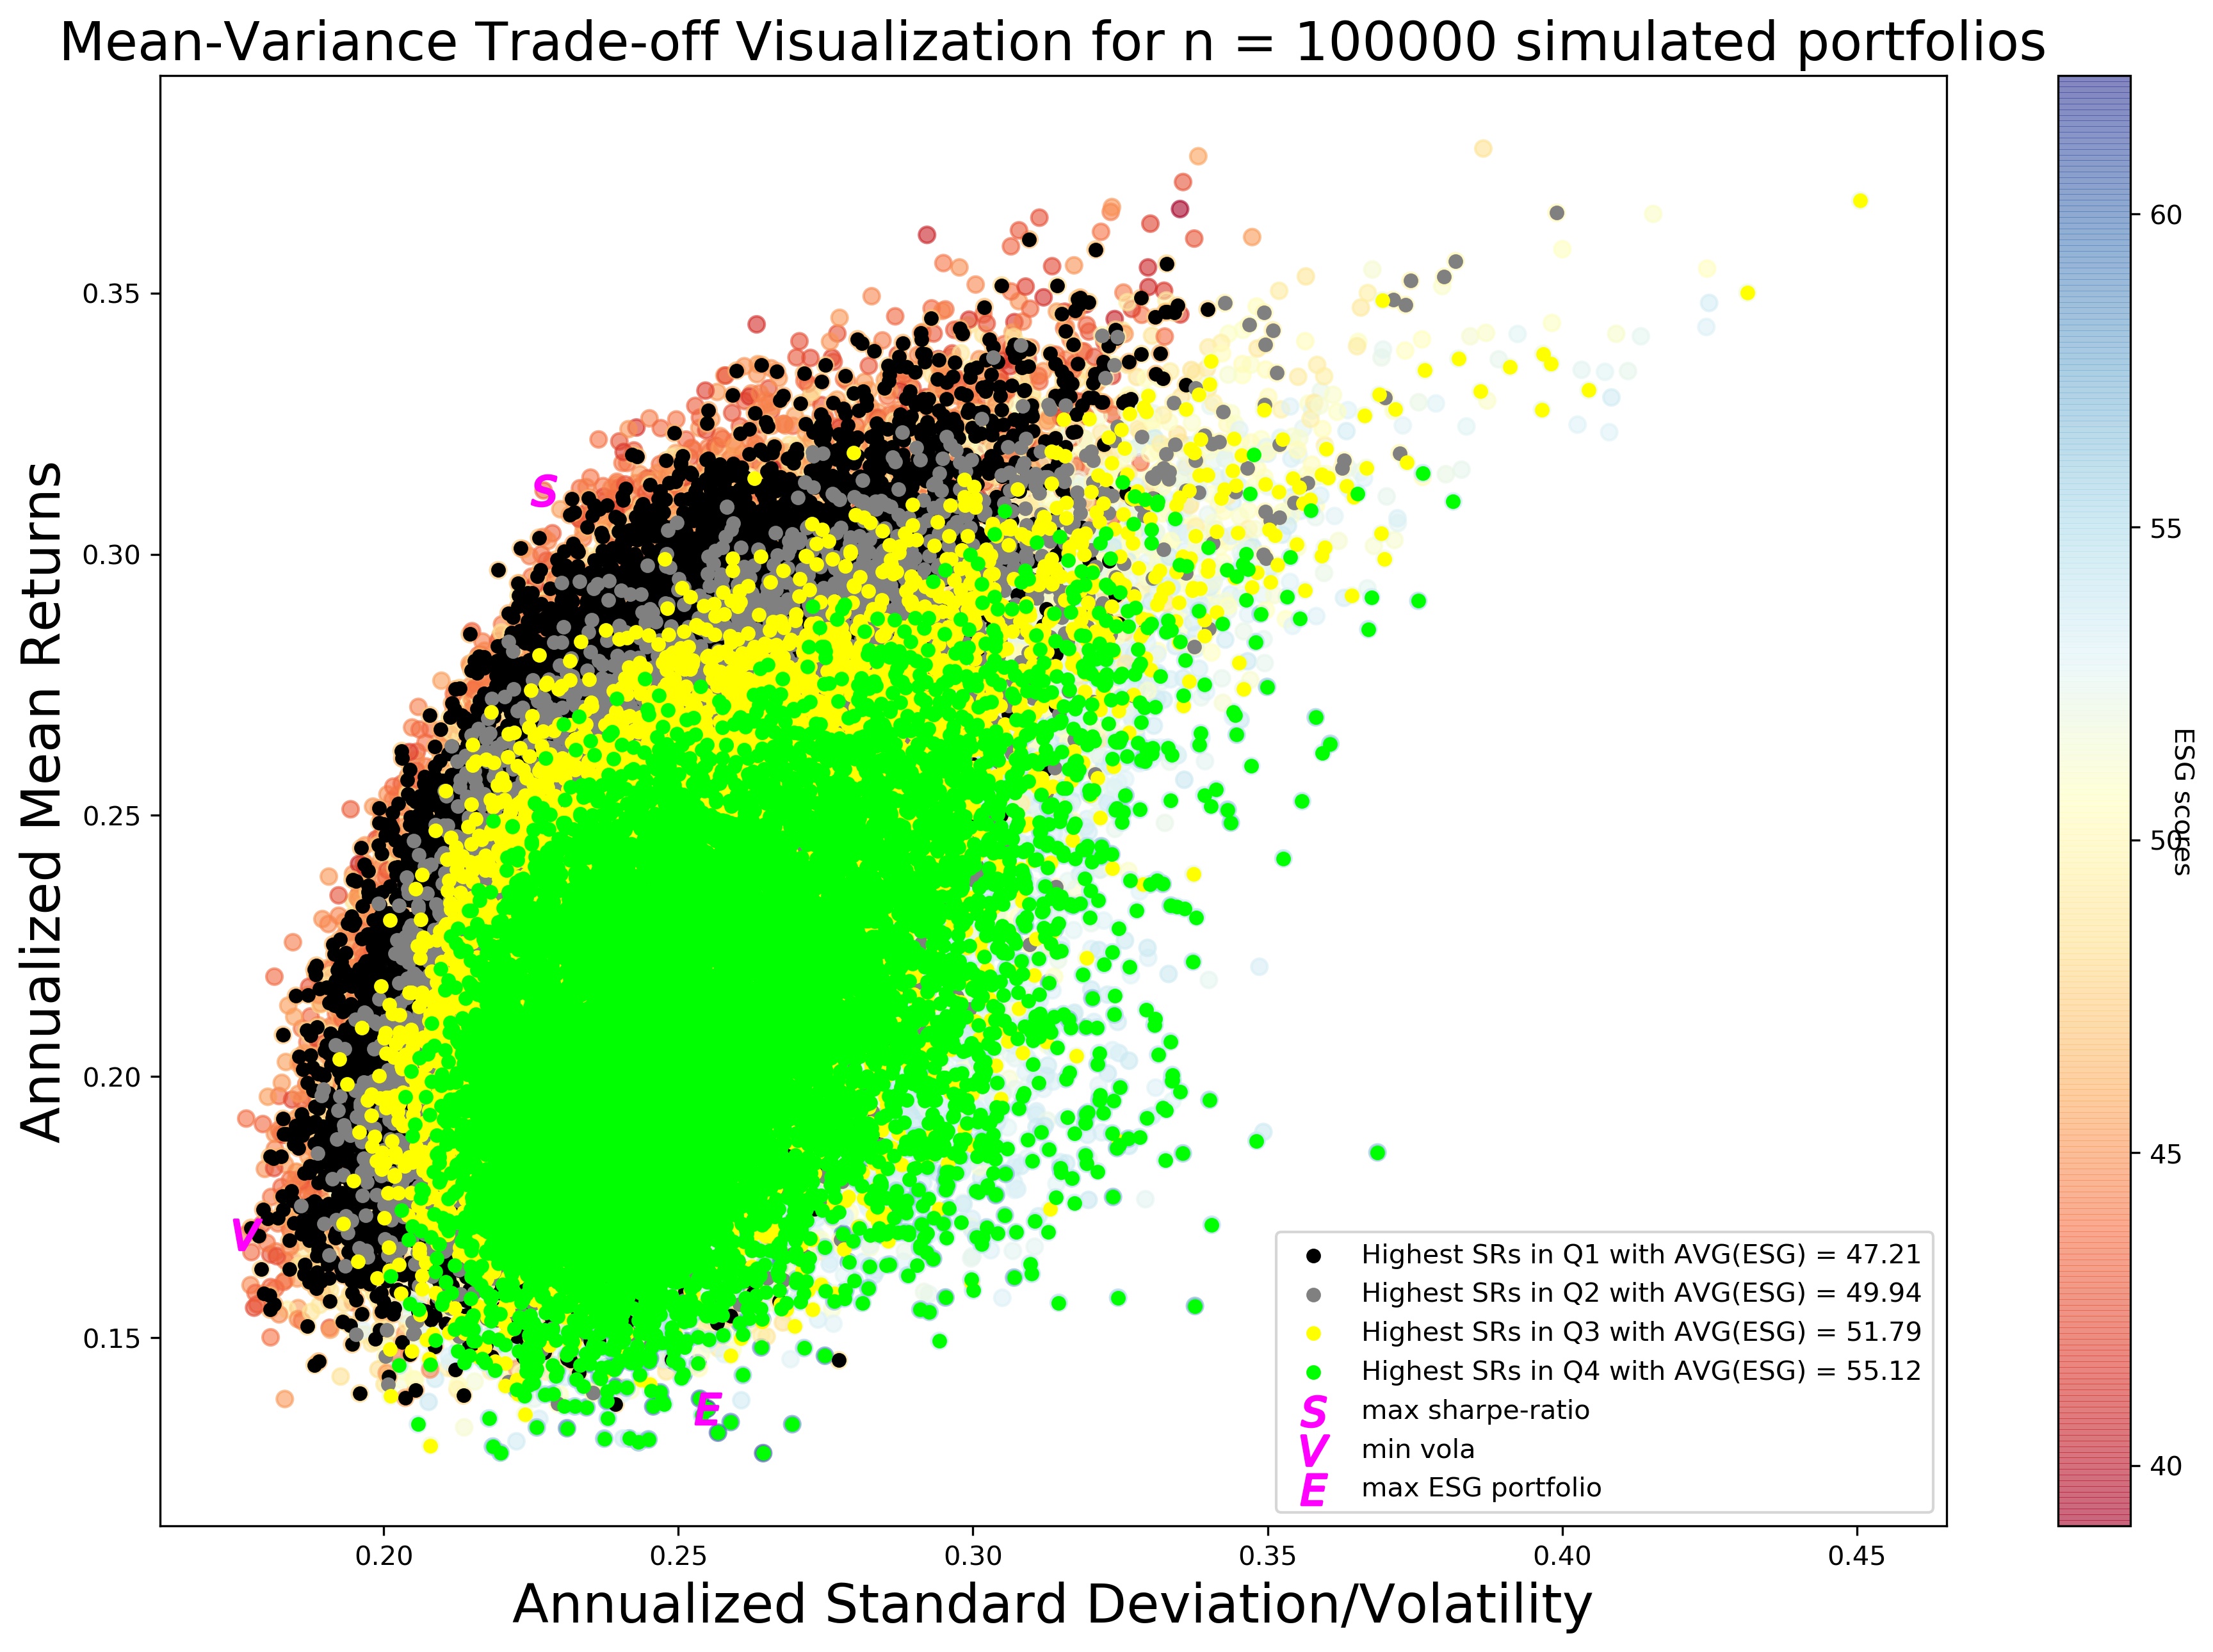 Mean-Variance Trade-off Visualization for n = 100000 simulated portfolios
Annualized Mean Returns
0.35
0.30
0.25
0.20
0.15
S
V
E
Highest SRs in Q1 with AVG(ESG) = 47.21
Highest SRs in Q2 with AVG(ESG) = 49.94
Highest SRs in Q3 with AVG(ESG) = 51.79
Highest SRs in Q4 with AVG(ESG) = 55.12
S max sharpe-ratio
V min vola
E max ESG portfolio
0.20 0.25 0.30 0.35 0.40 0.45
Annualized Standard Deviation/Volatility
60
55
50
45
40
ESG scores